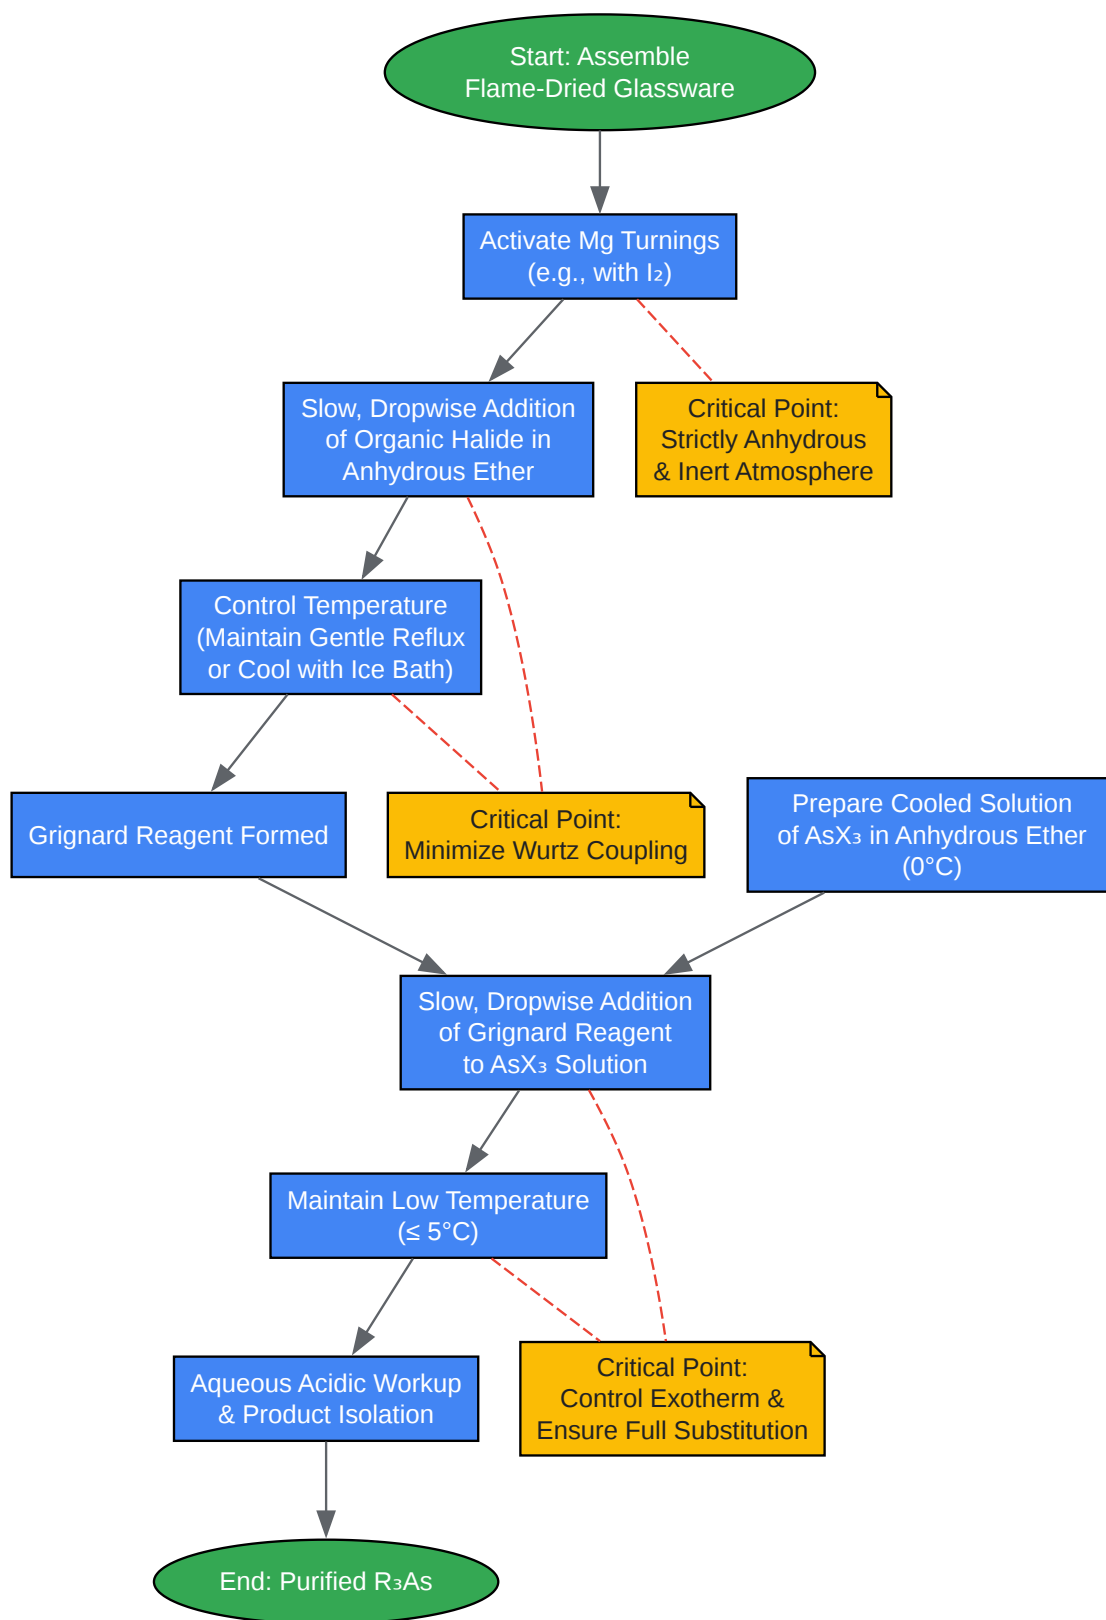 Start: Assemble
Flame-Dried Glassware
Activate Mg Turnings
(e.g., with I₂)
Slow, Dropwise Addition
of Organic Halide in
Anhydrous Ether
Critical Point:
Strictly Anhydrous
& Inert Atmosphere
Control Temperature
(Maintain Gentle Reflux
or Cool with Ice Bath)
Grignard Reagent Formed
Critical Point:
Minimize Wurtz Coupling
Prepare Cooled Solution
of AsX₃ in Anhydrous Ether
(0°C)
Slow, Dropwise Addition
of Grignard Reagent
to AsX₃ Solution
Maintain Low Temperature
(≤ 5°C)
Aqueous Acidic Workup
& Product Isolation
Critical Point:
Control Exotherm &
Ensure Full Substitution
End: Purified R₃As